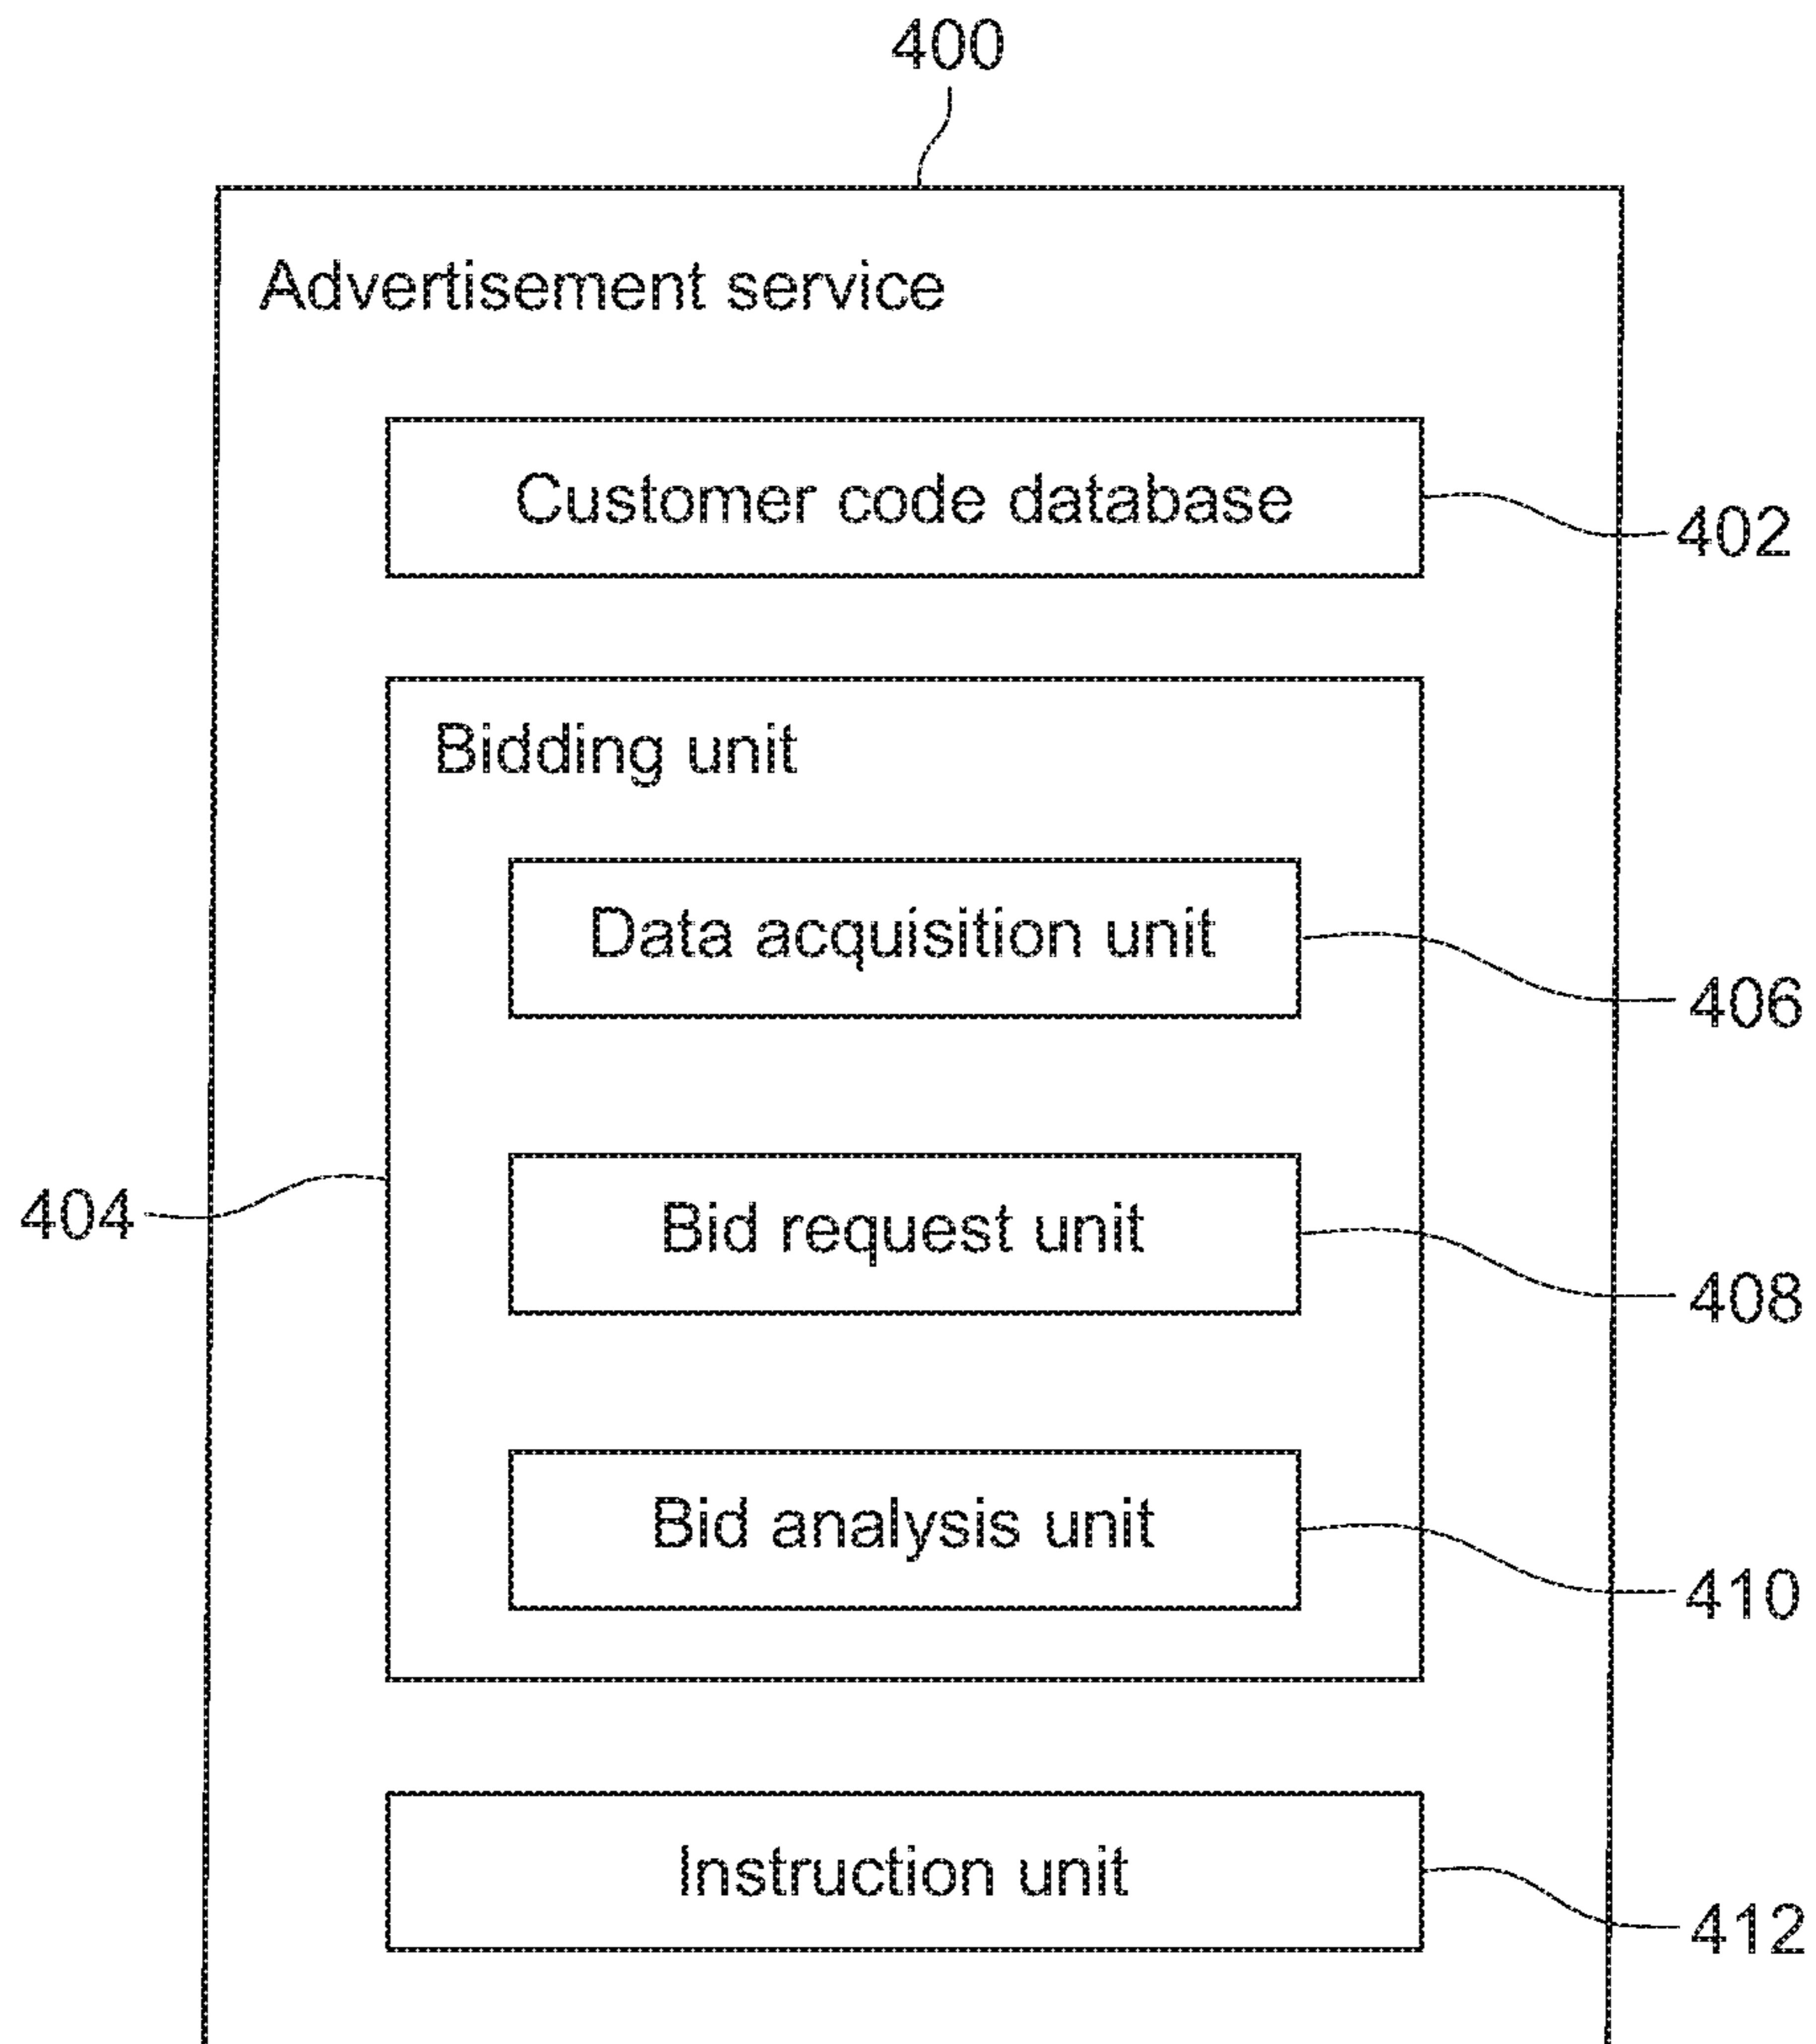 400
Advertisement service
Customer code database
402
Bidding unit
Data acquisition unit
406
404
Bid request unit
408
Bid analysis unit
410
Instruction unit
412